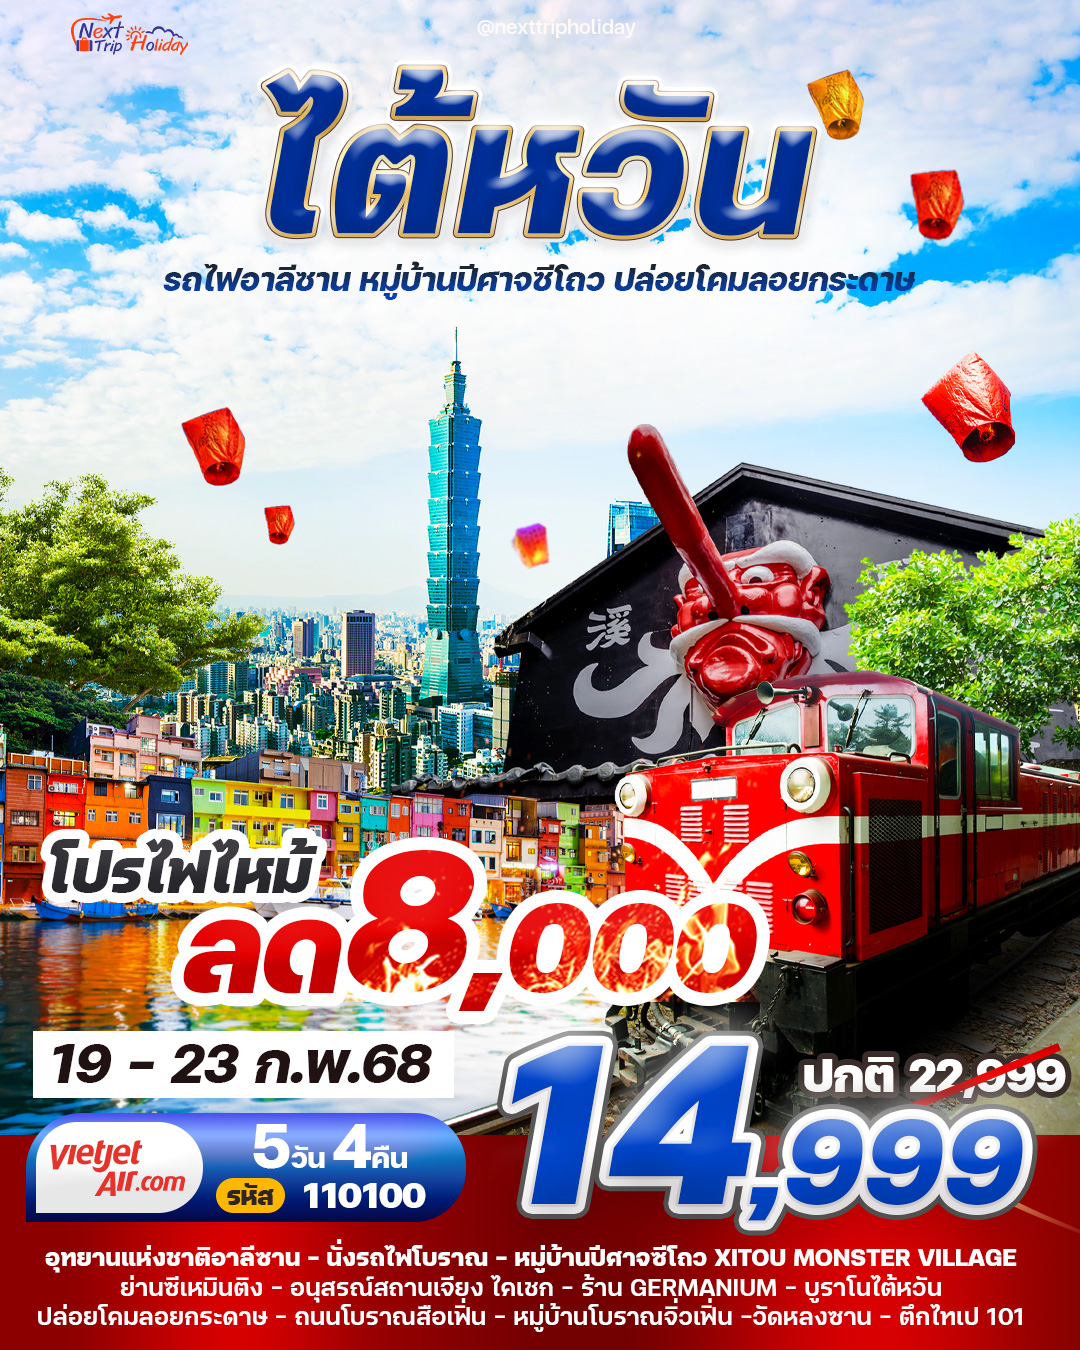 Next Trip Holiday
@nexttripholiday
ไต้หวัน
รถไฟอาลีซาน หมู่บ้านปีศาจซีโถว ปล่อยโคมลอยกระดาษ
溪
โปรไฟไหม้
ลด 8,000
19 - 23 ก.พ.68
ปกติ 22,999
14,999
vietjet Air.com
5 วัน 4 คืน
รหัส 110100
อุทยานแห่งชาติอาลีซาน - นั่งรถไฟโบราณ - หมู่บ้านปีศาจซีโถว XITOU MONSTER VILLAGE
ย่านซีเหมินติง - อนุสรณ์สถานเจียง ไคเชก - ร้าน GERMANIUM - บูราโนไต้หวัน
ปล่อยโคมลอยกระดาษ - ถนนโบราณสือเฟิ่น - หมู่บ้านโบราณจิ่วเฟิ่น -วัดหลงซาน - ตึกไทเป 101